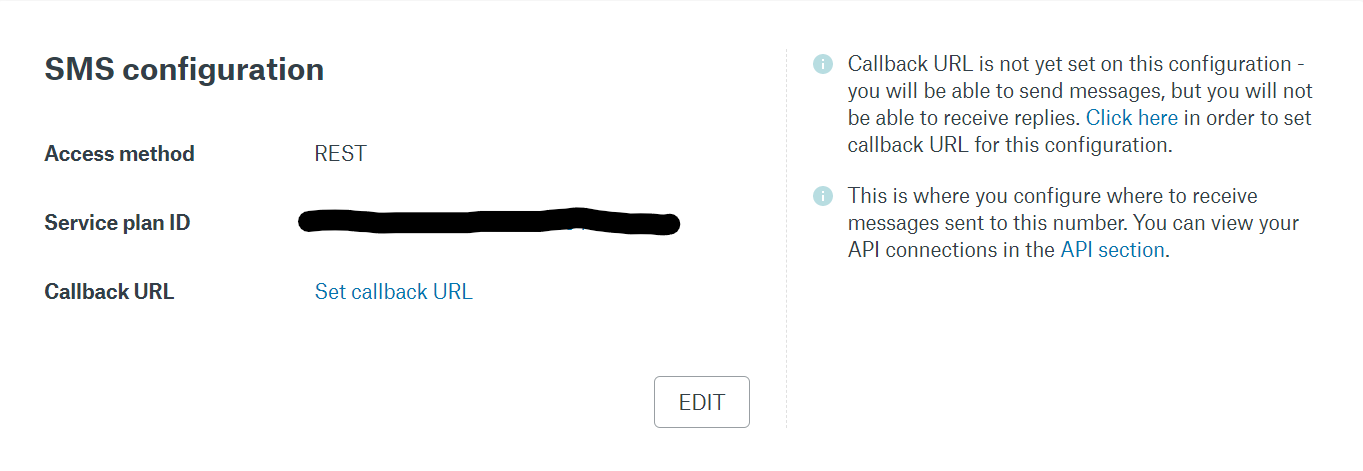 SMS configuration
Access method REST
Service plan ID
Callback URL Set callback URL
EDIT
Callback URL is not yet set on this configuration -
you will be able to send messages, but you will not
be able to receive replies. Click here in order to set
callback URL for this configuration.
This is where you configure where to receive
messages sent to this number. You can view your
API connections in the API section.